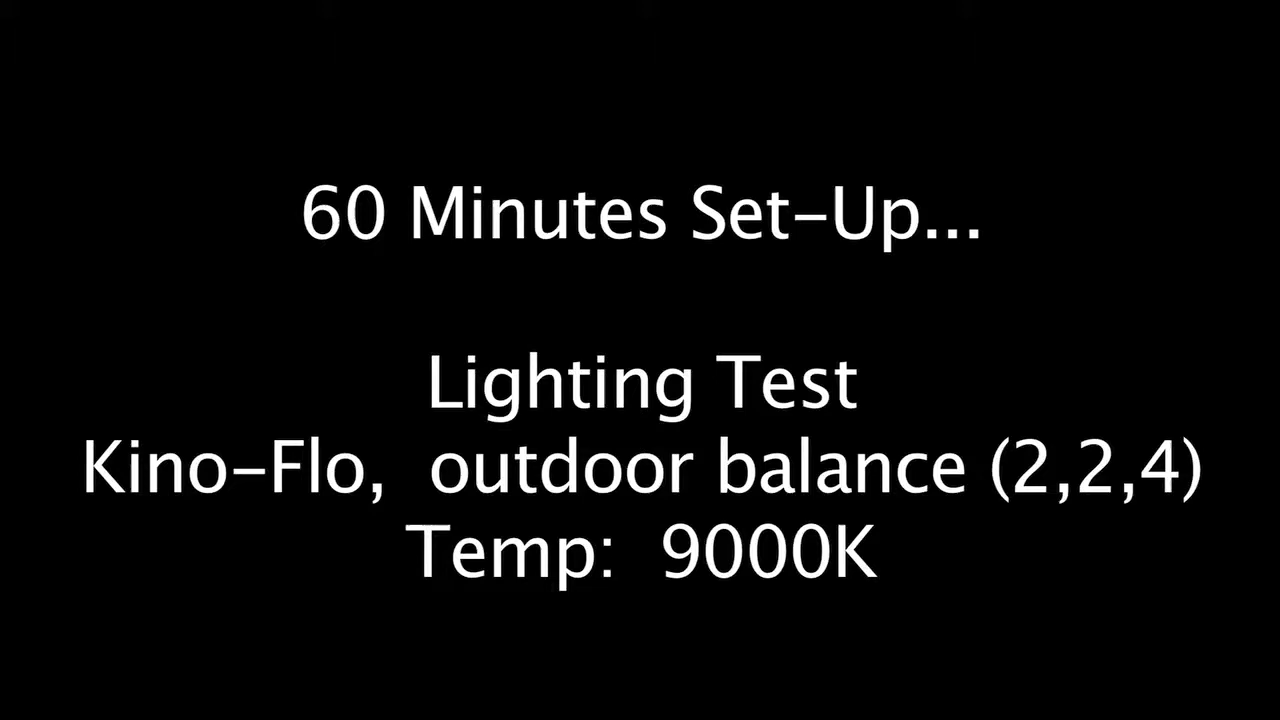 60 Minutes Set-Up...
Lighting Test
Kino-Flo, outdoor balance (2,2,4)
Temp: 9000K